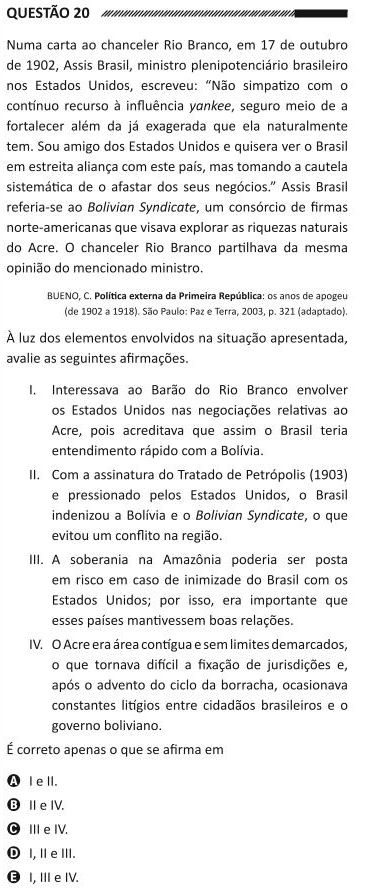 QUESTÃO 20
Numa carta ao chanceler Rio Branco, em 17 de outubro
de 1902, Assis Brasil, ministro plenipotenciário brasileiro
nos Estados Unidos, escreveu: “Não simpatizo com o
contínuo recurso à influência yankee, seguro meio de a
fortalecer além da já exagerada que ela naturalmente
tem. Sou amigo dos Estados Unidos e quisera ver o Brasil
em estreita aliança com este país, mas tomando a cautela
sistemática de o afastar dos seus negócios.” Assis Brasil
referia-se ao Bolivian Syndicate, um consórcio de firmas
norte-americanas que visava explorar as riquezas naturais
do Acre. O chanceler Rio Branco partilhava da mesma
opinião do mencionado ministro.
BUENO, C. Política externa da Primeira República: os anos de apogeu
(de 1902 a 1918). São Paulo: Paz e Terra, 2003, p. 321 (adaptado).
À luz dos elementos envolvidos na situação apresentada,
avalie as seguintes afirmações.
I. Interessava ao Barão do Rio Branco envolver
os Estados Unidos nas negociações relativas ao
Acre, pois acreditava que assim o Brasil teria
entendimento rápido com a Bolívia.
II. Com a assinatura do Tratado de Petrópolis (1903)
e pressionado pelos Estados Unidos, o Brasil
indenizou a Bolívia e o Bolivian Syndicate, o que
evitou um conflito na região.
III. A soberania na Amazônia poderia ser posta
em risco em caso de inimizade do Brasil com os
Estados Unidos; por isso, era importante que
esses países mantivessem boas relações.
IV. O Acre era área contígua e sem limites demarcados,
o que tornava difícil a fixação de jurisdições e,
após o advento do ciclo da borracha, ocasionava
constantes litígios entre cidadãos brasileiros e o
governo boliviano.
É correto apenas o que se afirma em
A I e II.
B II e IV.
C III e IV.
D I, II e III.
E I, III e IV.